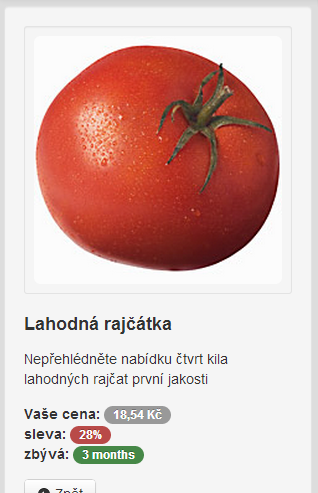 Lahodná rajčátka
Nepřehlédněte nabídku čtvrt kila
lahodných rajčat první jakosti
Vaše cena: 18,54 Kč
sleva: 28%
zbývá: 3 months
Zpět